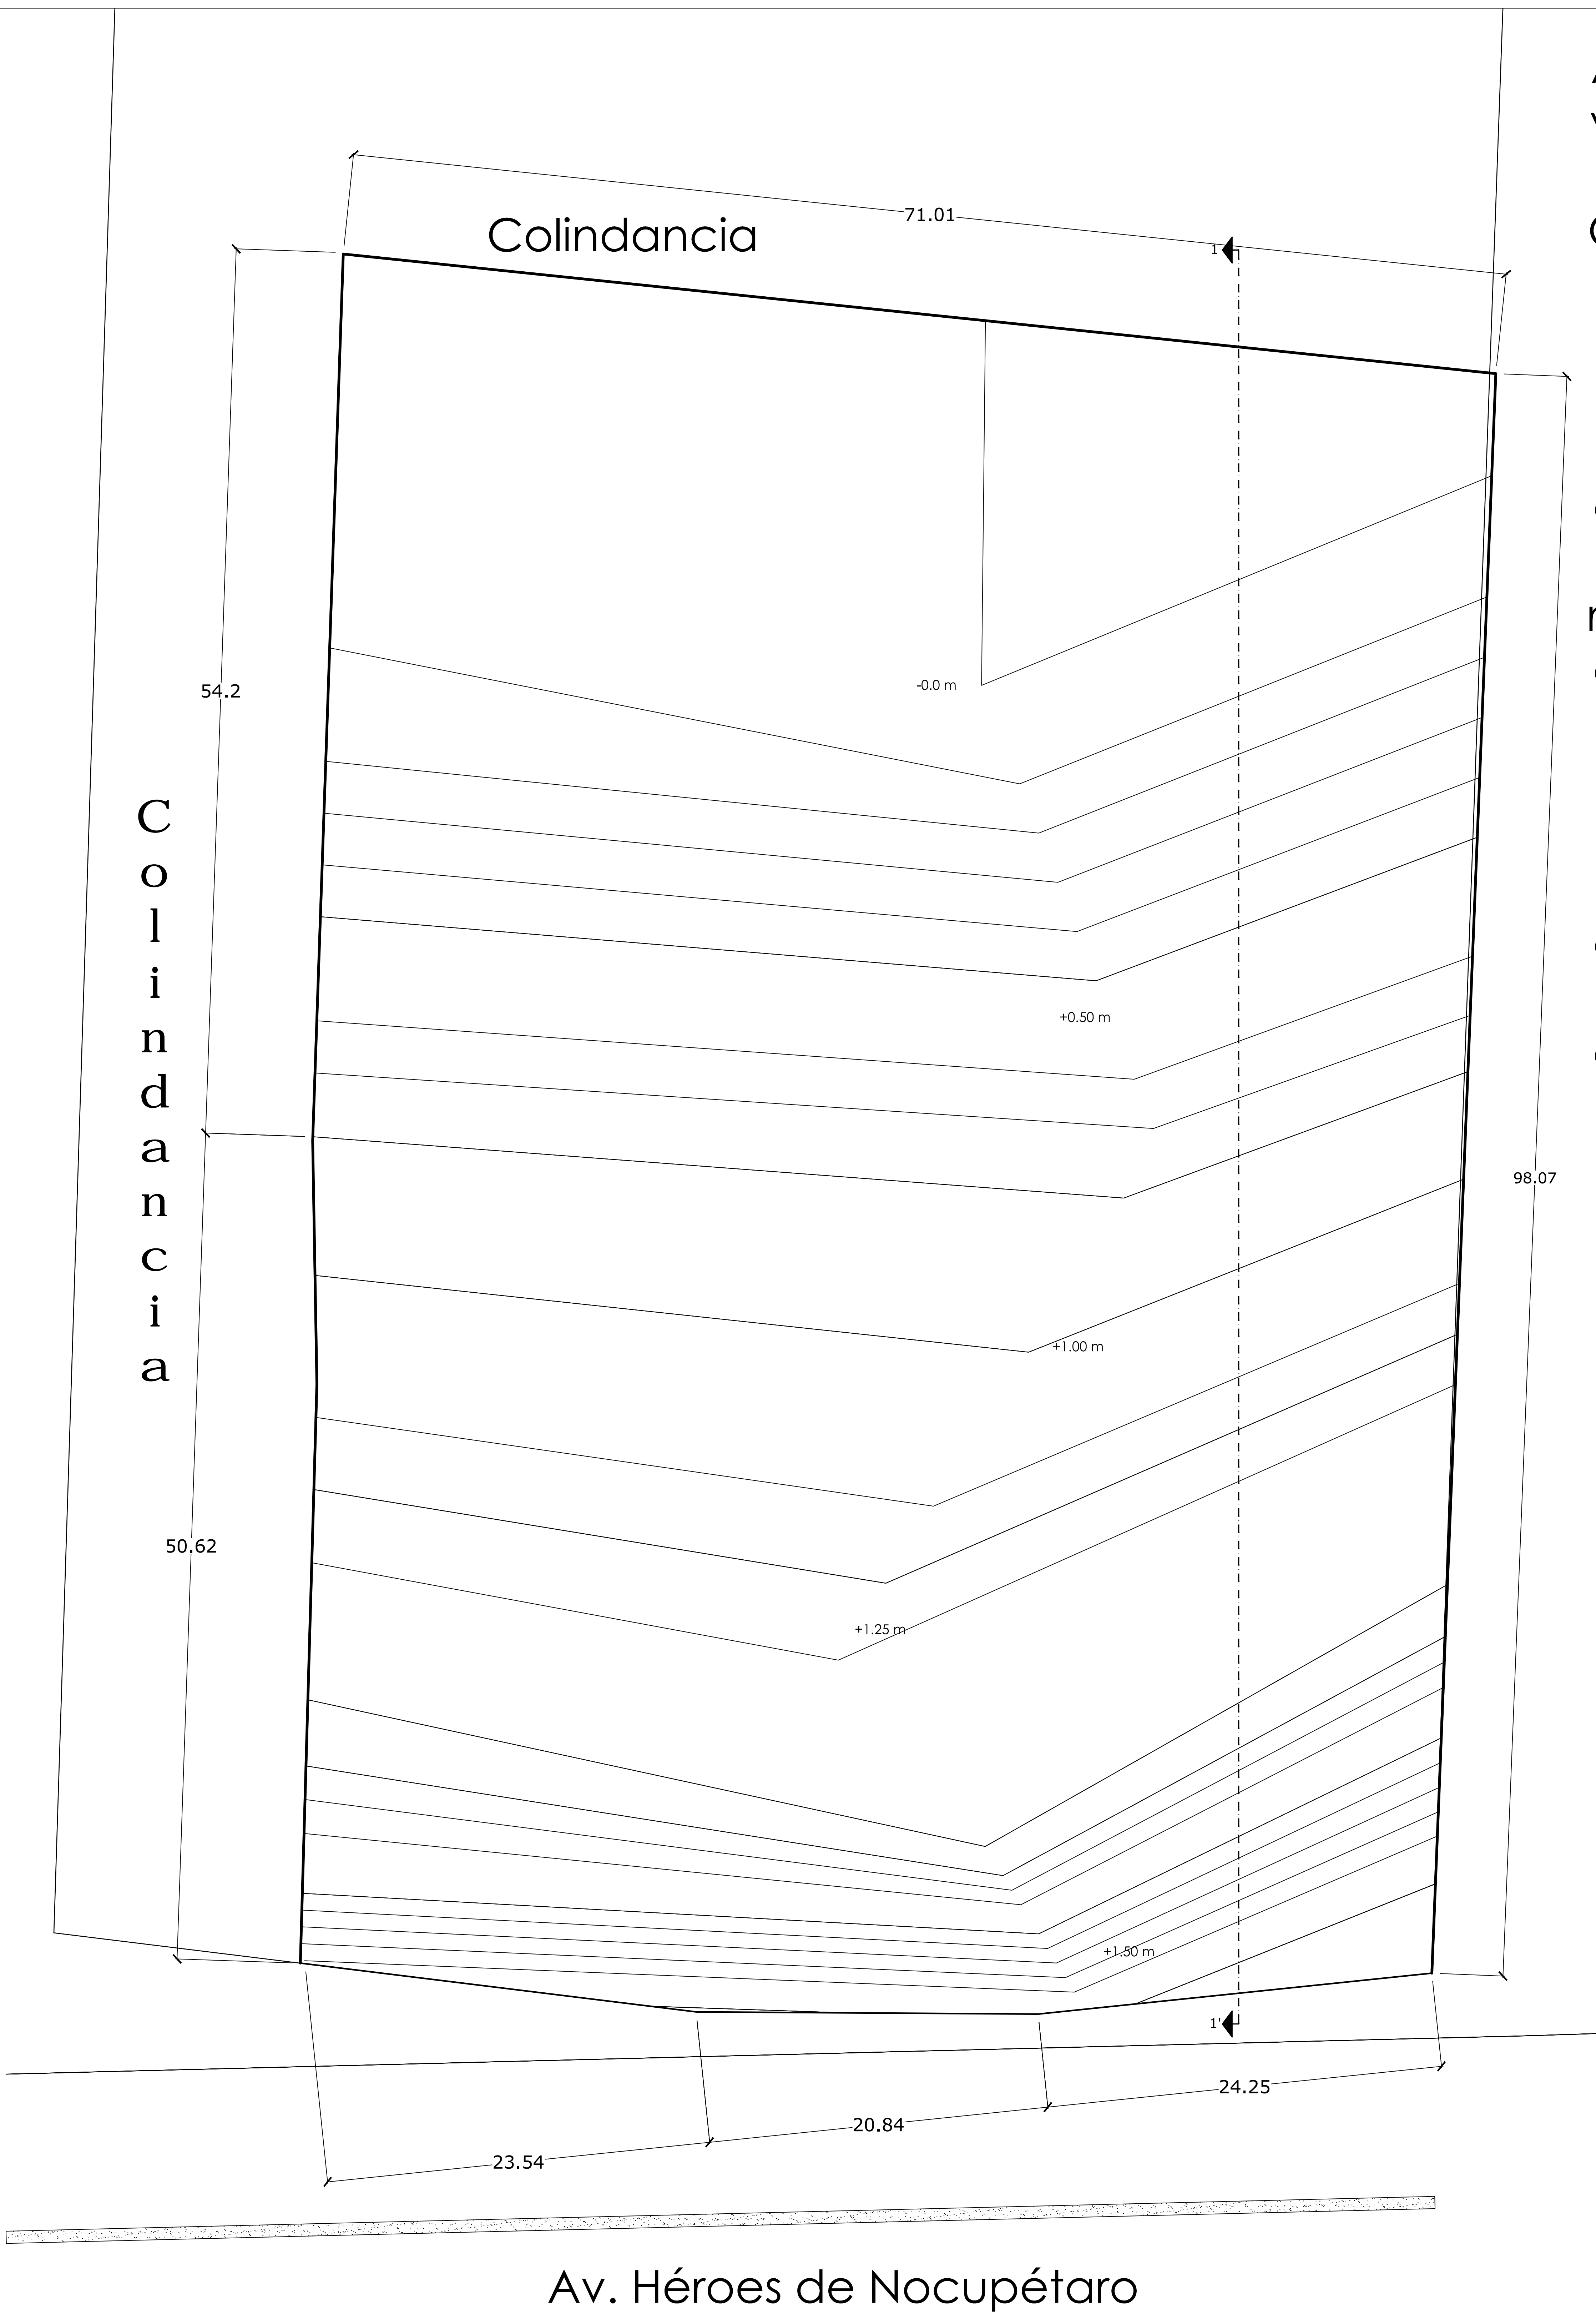 71.01
Colindancia
1
54.2
-0.0 m
Colindancia
+0.50 m
98.07
+1.00 m
50.62
+1.25 m
+1.50 m
1'
24.25
20.84
23.54
Av. Héroes de Nocupétaro